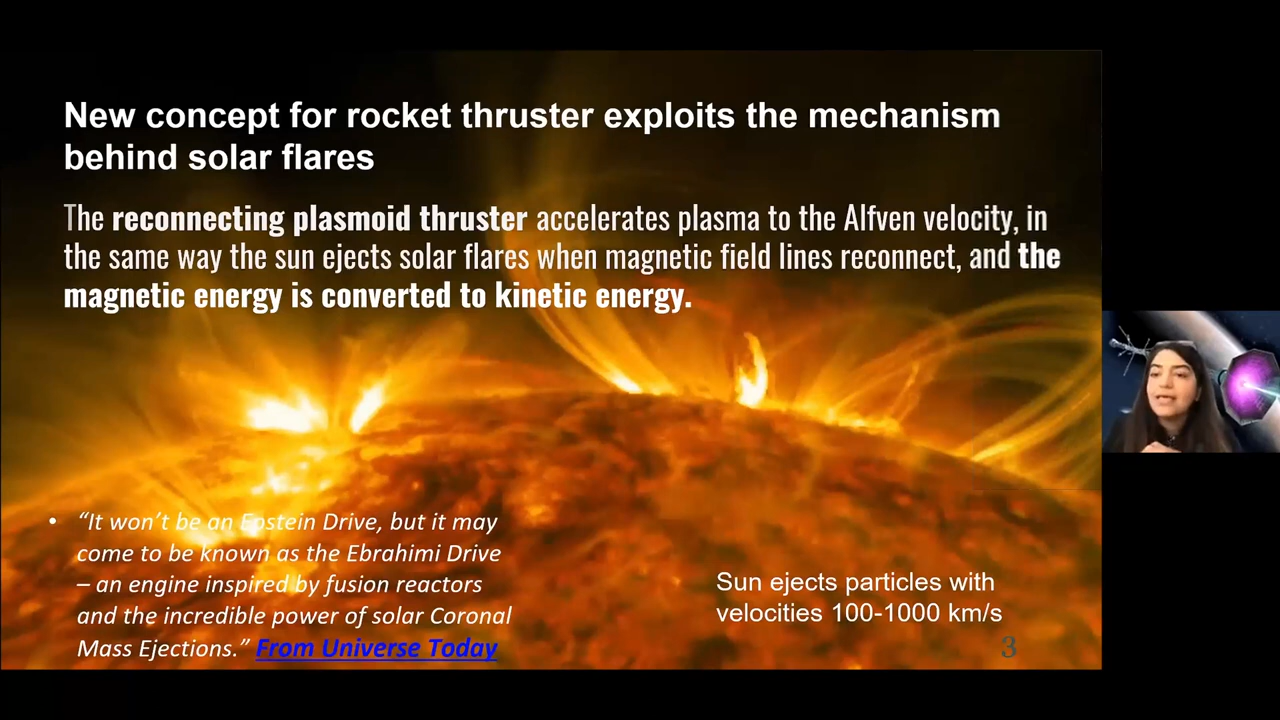 New concept for rocket thruster exploits the mechanism
behind solar flares
The reconnecting plasmoid thruster accelerates plasma to the Alfven velocity, in
the same way the sun ejects solar flares when magnetic field lines reconnect, and the
magnetic energy is converted to kinetic energy.
• “It won’t be an Epstein Drive, but it may
come to be known as the Ebrahimi Drive
– an engine inspired by fusion reactors
and the incredible power of solar Coronal
Mass Ejections.” From Universe Today
Sun ejects particles with
velocities 100-1000 km/s
3